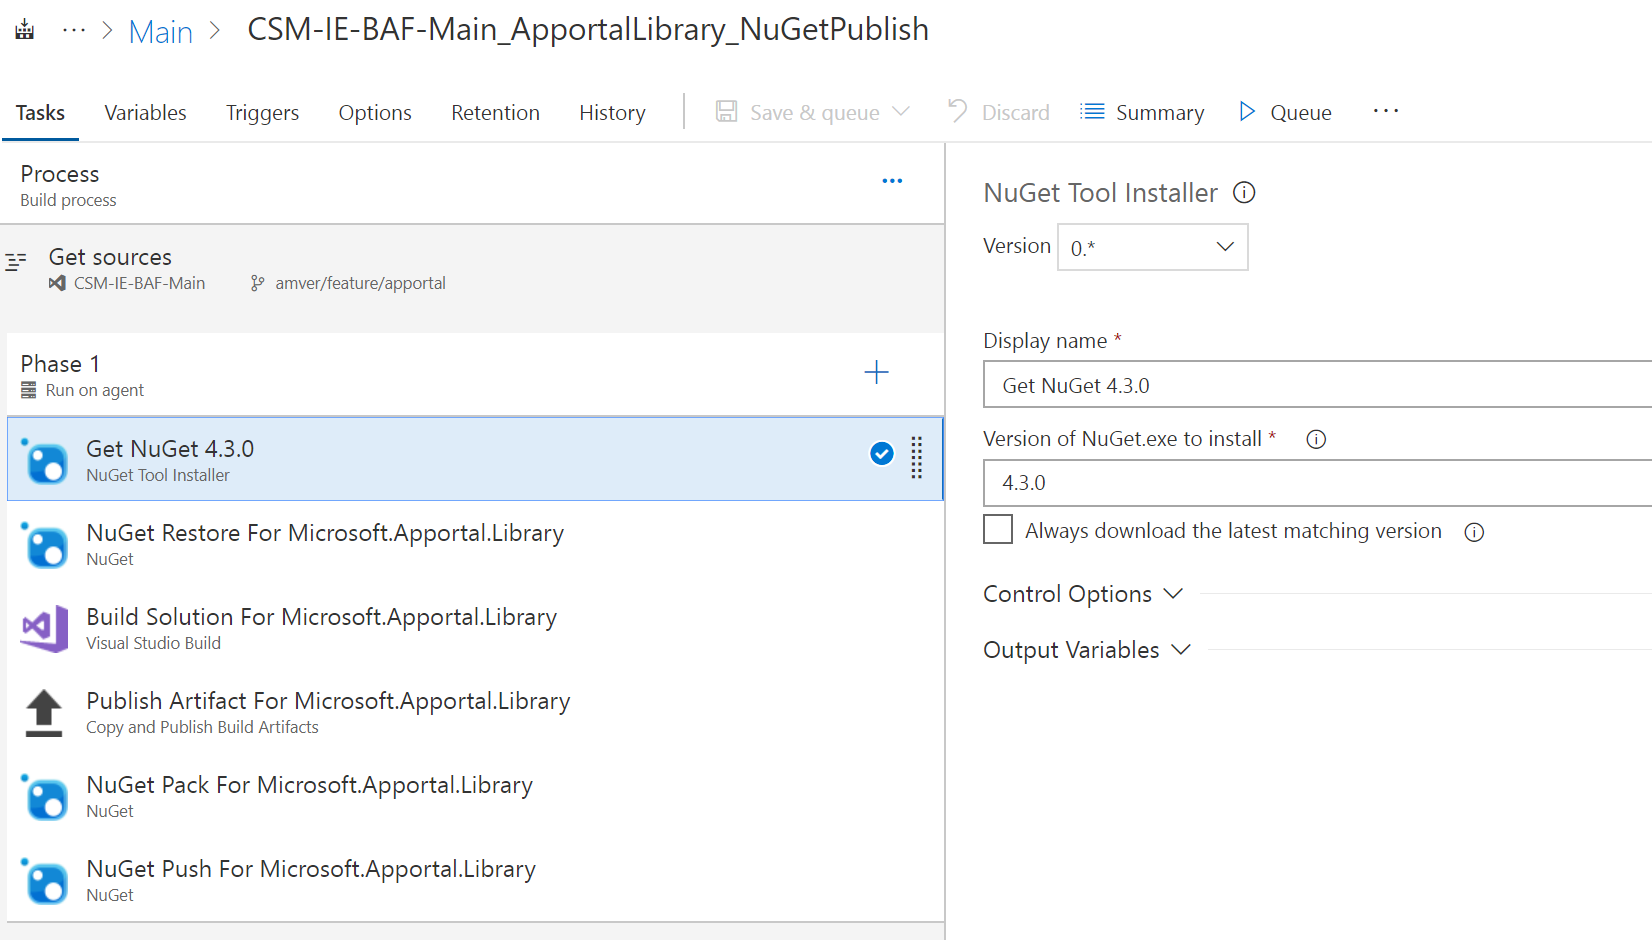 ··· > Main > CSM-IE-BAF-Main_ApportalLibrary_NuGetPublish
Tasks Variables Triggers Options Retention History Save & queue Discard Summary Queue ···
Process
Build process
Get sources
CSM-IE-BAF-Main amver/feature/apportal
Phase 1
Run on agent
Get NuGet 4.3.0
NuGet Tool Installer
NuGet Restore For Microsoft.Apportal.Library
NuGet
Build Solution For Microsoft.Apportal.Library
Visual Studio Build
Publish Artifact For Microsoft.Apportal.Library
Copy and Publish Build Artifacts
NuGet Pack For Microsoft.Apportal.Library
NuGet
NuGet Push For Microsoft.Apportal.Library
NuGet
NuGet Tool Installer
Version 0.*
Display name *
Get NuGet 4.3.0
Version of NuGet.exe to install *
4.3.0
Always download the latest matching version
Control Options
Output Variables